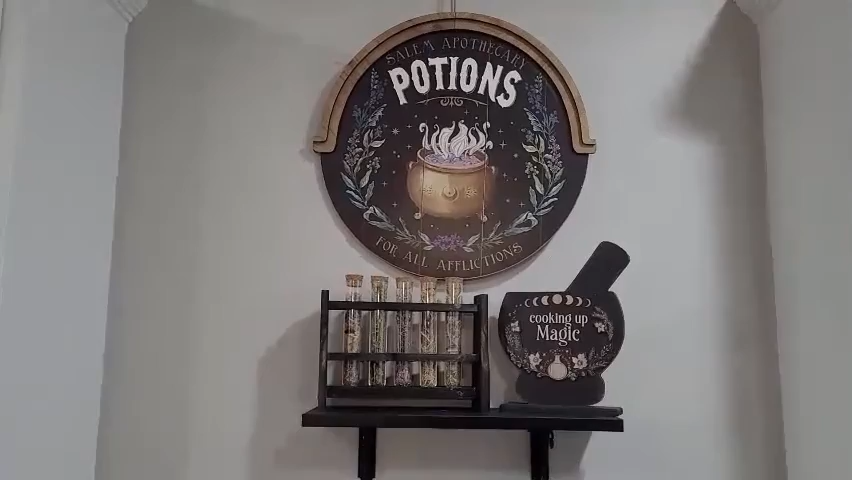 SALEM APOTHECARY
POTIONS
FOR ALL AFFLICTIONS
cooking up
Magic